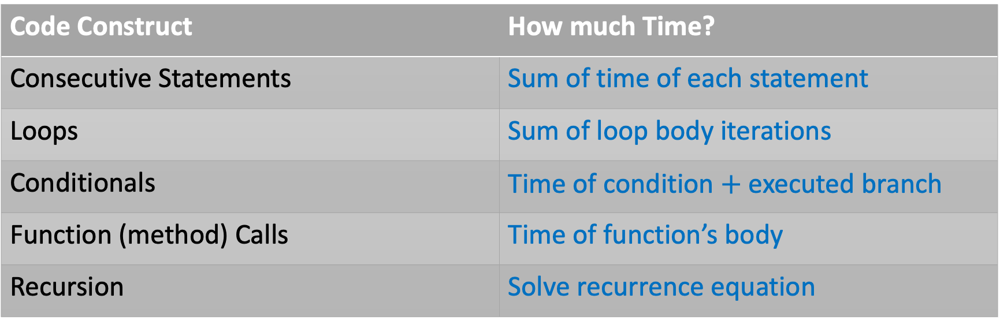 Code Construct How much Time?
Consecutive Statements Sum of time of each statement
Loops Sum of loop body iterations
Conditionals Time of condition + executed branch
Function (method) Calls Time of function’s body
Recursion Solve recurrence equation